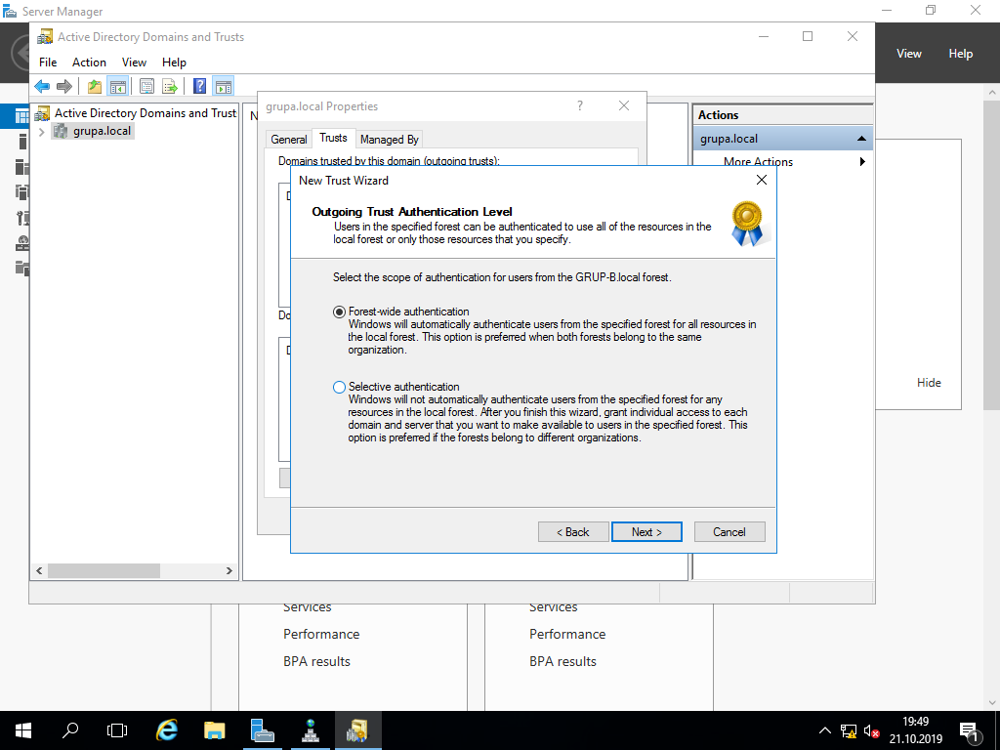 Server Manager
Active Directory Domains and Trusts
File Action View Help
View Help
Active Directory Domains and Trust
grupa.local
N
grupa.local Properties
?
General Trusts Managed By
Domains trusted by this domain (outgoing trusts):
Actions
grupa.local
More Actions
New Trust Wizard
Outgoing Trust Authentication Level
Users in the specified forest can be authenticated to use all of the resources in the
local forest or only those resources that you specify.
Select the scope of authentication for users from the GRUP-B.local forest.
Do
Forest-wide authentication
Windows will automatically authenticate users from the specified forest for all resources in
the local forest. This option is preferred when both forests belong to the same
organization.
Selective authentication
Windows will not automatically authenticate users from the specified forest for any
resources in the local forest. After you finish this wizard, grant individual access to each
domain and server that you want to make available to users in the specified forest. This
option is preferred if the forests belong to different organizations.
Hide
< Back Next > Cancel
Services Services
Performance Performance
BPA results BPA results
19:49
21.10.2019
1